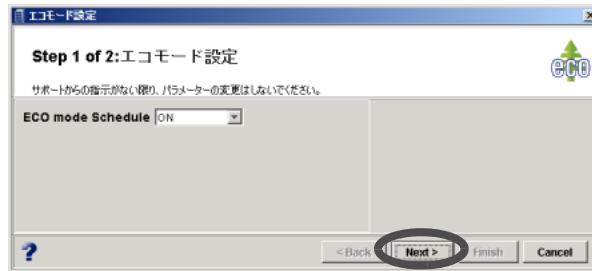 エコモード設定
Step 1 of 2:エコモード設定
eco
サポートからの指示がない限り、パラメーターの変更はしないでください。
ECO mode Schedule ON
? < Back Next > Finish Cancel